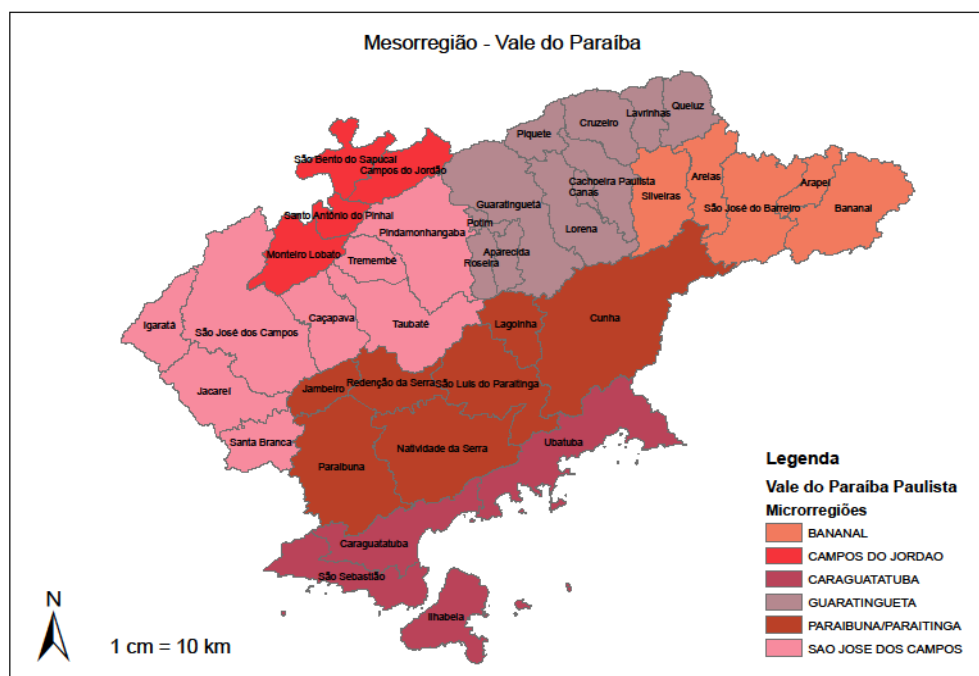 Mesorregião - Vale do Paraíba
Queluz
Lavrinhas
Cruzeiro
Piquete
São Bento do Sapucaí
Campos do Jordão
Cachoeira Paulista
Areias
Arapeí
Canas
Silveiras
Guaratinguetá
São José do Barreiro
Bananal
Santo Antônio do Pinhal
Potim
Pindamonhangaba
Lorena
Monteiro Lobato
Tremembé
Aparecida
Roseira
Caçapava
Cunha
Igaratá
São José dos Campos
Taubaté
Lagoinha
Redenção da Serra
São Luis do Paraitinga
Jambeiro
Jacareí
Santa Branca
Natividade da Serra
Ubatuba
Paraibuna
Caraguatatuba
São Sebastião
Ilhabela
Legenda
Vale do Paraíba Paulista
Microrregiões
BANANAL
CAMPOS DO JORDAO
CARAGUATATUBA
GUARATINGUETA
PARAIBUNA/PARAITINGA
SAO JOSE DOS CAMPOS
N
1 cm = 10 km